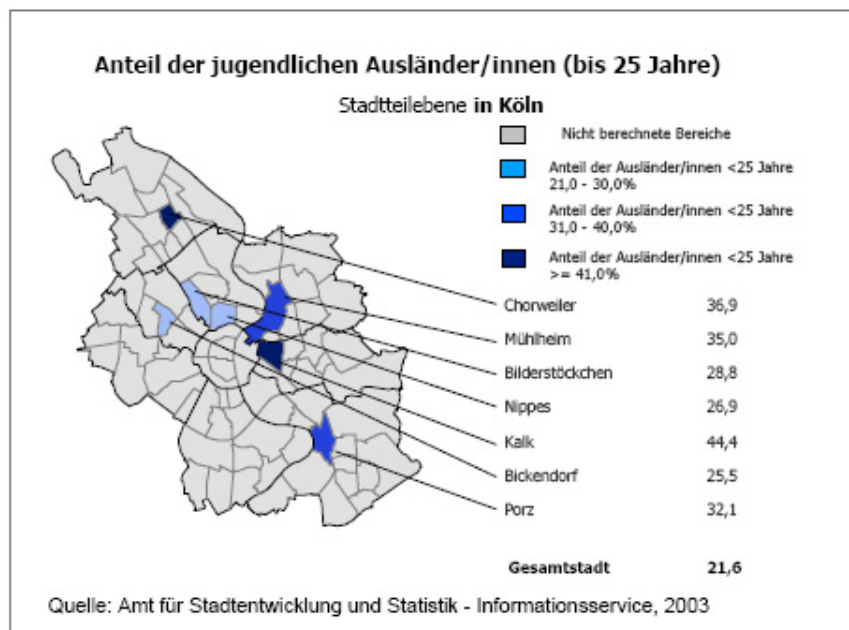 Anteil der jugendlichen Ausländer/innen (bis 25 Jahre)
Stadtteilebene in Köln
Nicht berechnete Bereiche
Anteil der Ausländer/innen <25 Jahre
21,0 - 30,0%
Anteil der Ausländer/innen <25 Jahre
31,0 - 40,0%
Anteil der Ausländer/innen <25 Jahre
>= 41,0%
Chorweiler 36,9
Mühlheim 35,0
Bilderstöckchen 28,8
Nippes 26,9
Kalk 44,4
Bickendorf 25,5
Porz 32,1
Gesamtstadt 21,6
Quelle: Amt für Stadtentwicklung und Statistik - Informationsservice, 2003